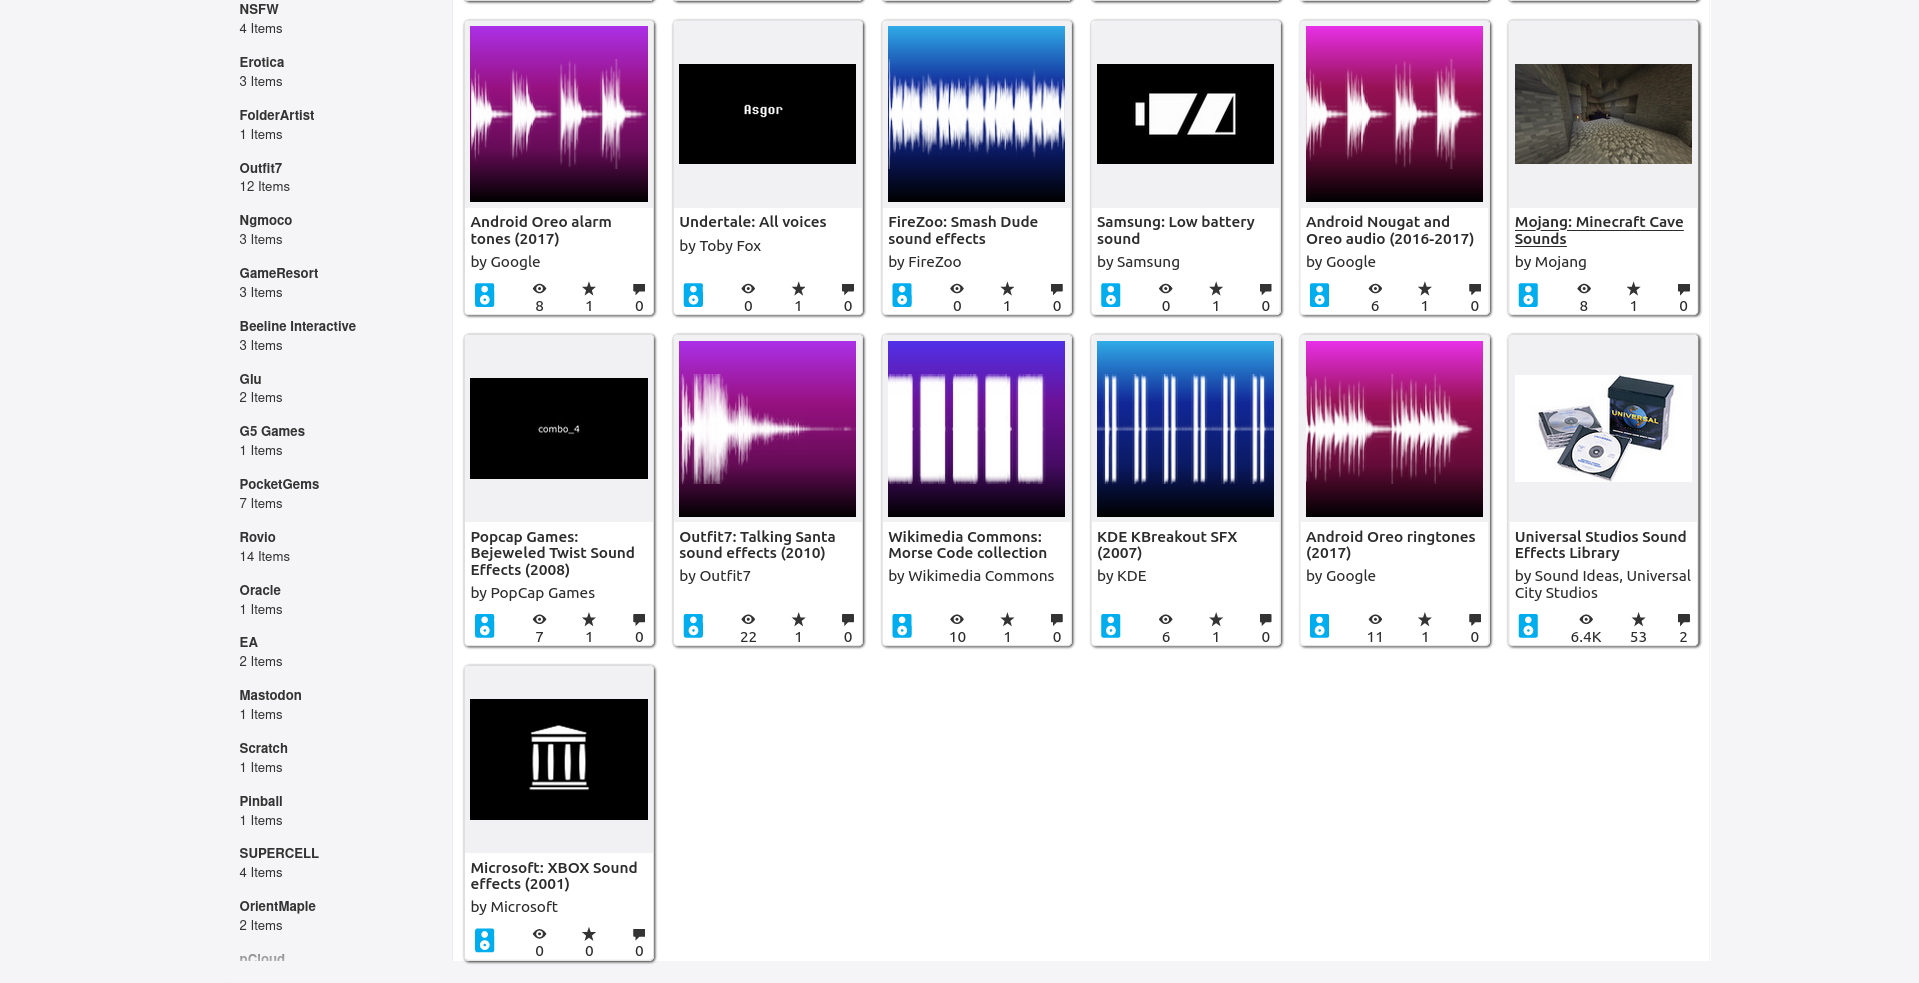 NSFW
4 Items
Erotica
3 Items
FolderArtist
1 Items
Outfit7
12 Items
Ngmoco
3 Items
GameResort
3 Items
Beeline Interactive
3 Items
Glu
2 Items
G5 Games
1 Items
PocketGems
7 Items
Rovio
14 Items
Oracle
1 Items
EA
2 Items
Mastodon
1 Items
Scratch
1 Items
Pinball
1 Items
SUPERCELL
4 Items
OrientMaple
2 Items
nCloud
Android Oreo alarm
tones (2017)
by Google
8 1 0
Asgor
Undertale: All voices
by Toby Fox
0 1 0
FireZoo: Smash Dude
sound effects
by FireZoo
0 1 0
Samsung: Low battery
sound
by Samsung
0 1 0
Android Nougat and
Oreo audio (2016-2017)
by Google
6 1 0
Mojang: Minecraft Cave
Sounds
by Mojang
8 1 0
combo_4
Popcap Games:
Bejeweled Twist Sound
Effects (2008)
by PopCap Games
7 1 0
Outfit7: Talking Santa
sound effects (2010)
by Outfit7
22 1 0
Wikimedia Commons:
Morse Code collection
by Wikimedia Commons
10 1 0
KDE KBreakout SFX
(2007)
by KDE
6 1 0
Android Oreo ringtones
(2017)
by Google
11 1 0
UNIVERSAL
Universal Studios Sound
Effects Library
by Sound Ideas, Universal
City Studios
6.4K 53 2
Microsoft: XBOX Sound
effects (2001)
by Microsoft
0 0 0